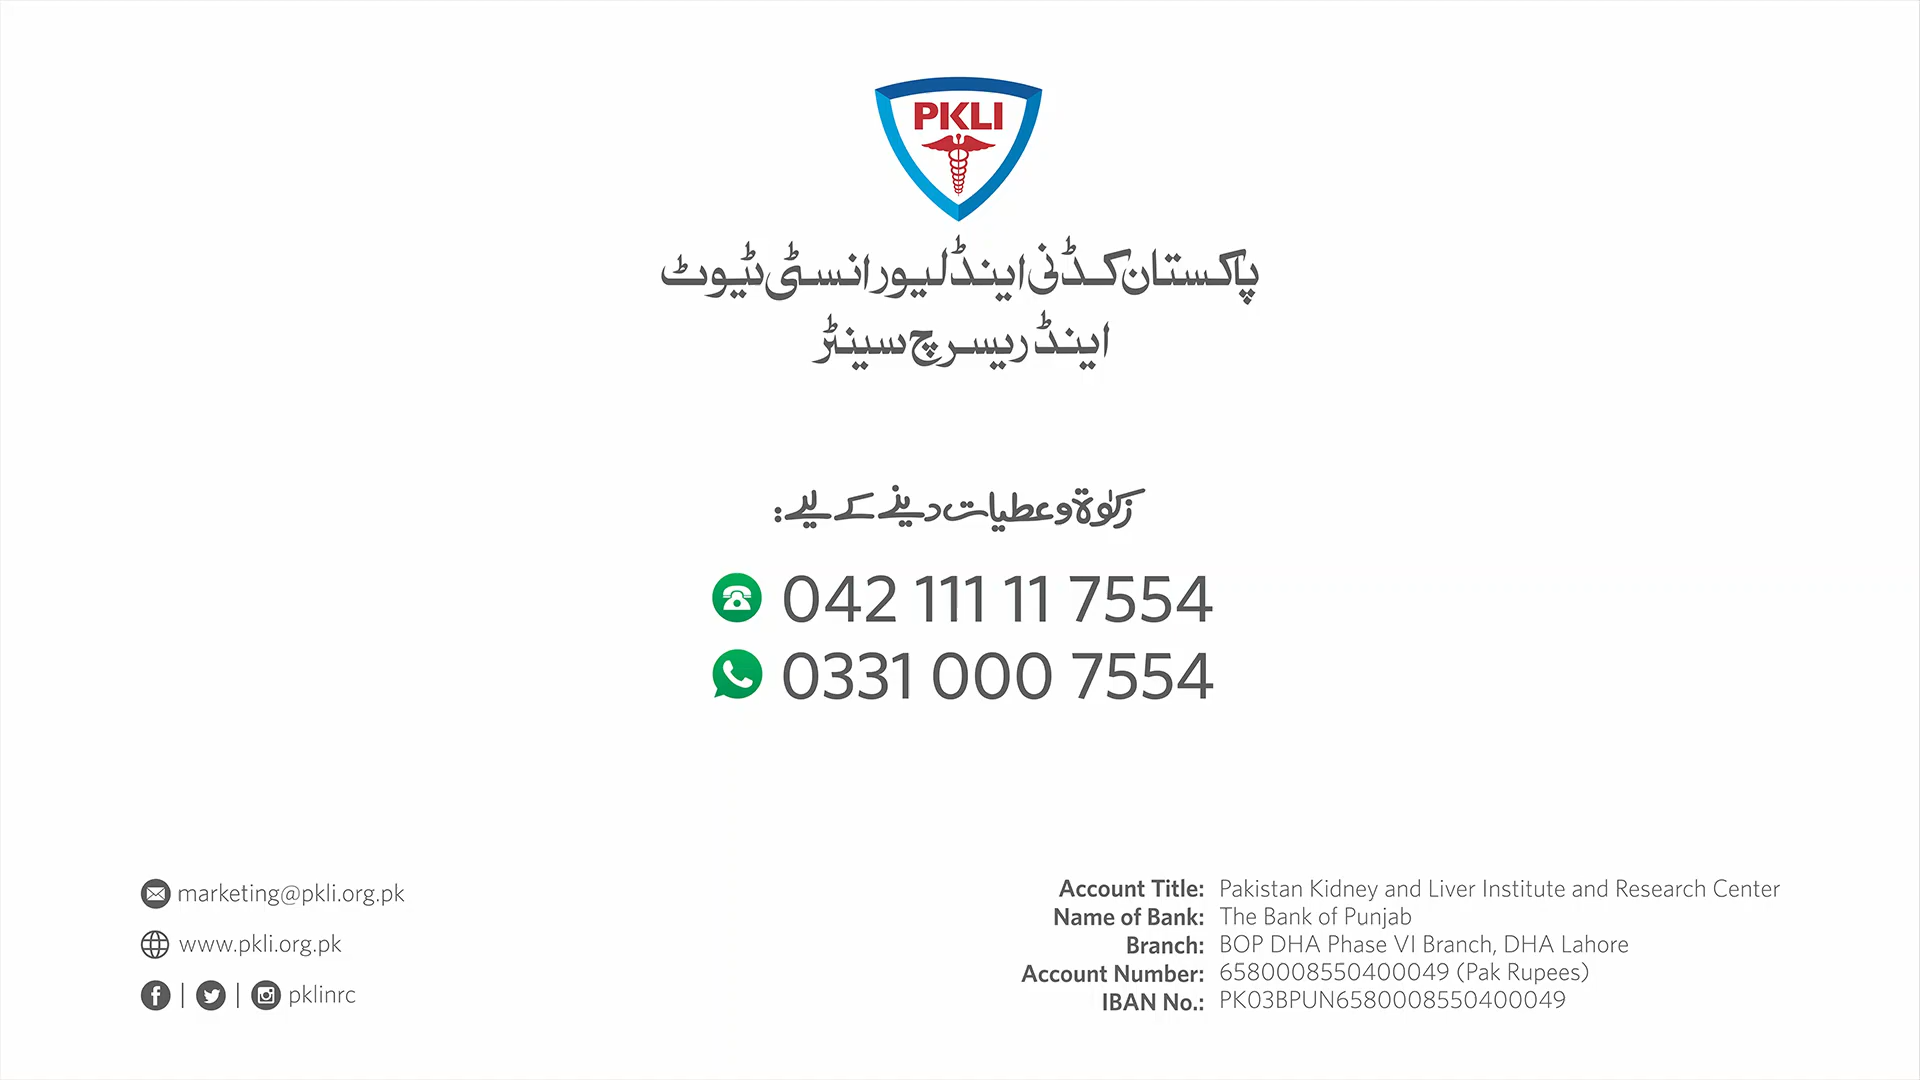 PKLI
پاکستان کڈنی اینڈ لیور انسٹی ٹیوٹ
اینڈ ریسرچ سینٹر
زکوٰۃ و عطیات دینے کے لیے:
042 111 11 7554
0331 000 7554
marketing@pkli.org.pk
www.pkli.org.pk
| | pklinrc
Account Title: Pakistan Kidney and Liver Institute and Research Center
Name of Bank: The Bank of Punjab
Branch: BOP DHA Phase VI Branch, DHA Lahore
Account Number: 6580008550400049 (Pak Rupees)
IBAN No.: PK03BPUN6580008550400049